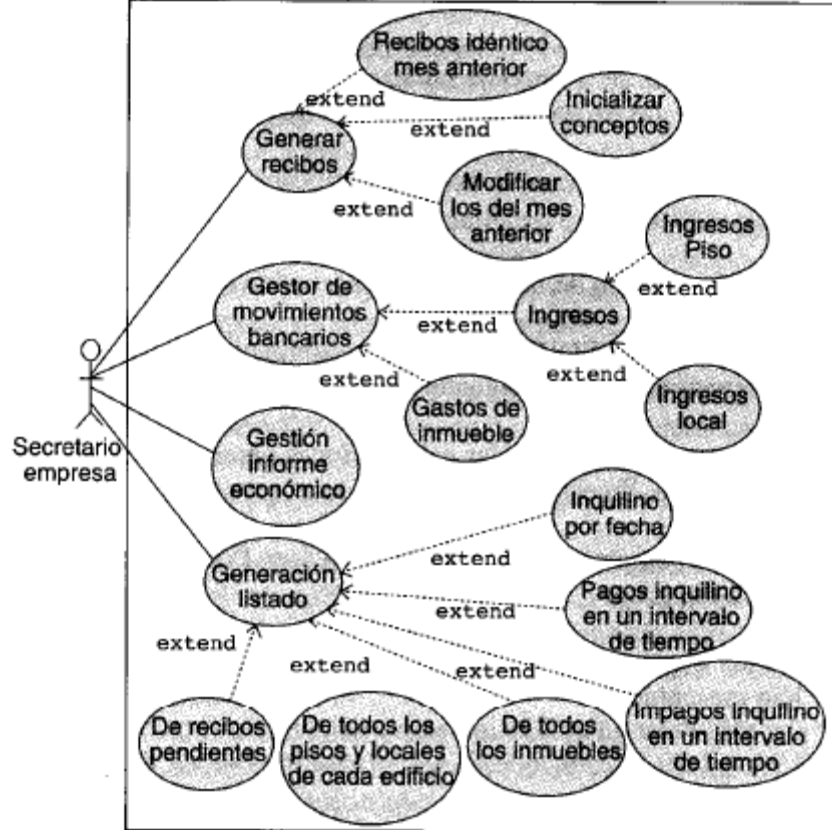 Recibos idéntico
mes anterior
extend
Inicializar
conceptos
extend
Generar
recibos
Modificar
los del mes
anterior
extend
Ingresos
Piso
extend
Gestor de
movimientos
bancarios
extend
Ingresos
extend
extend
Gastos de
inmueble
Ingresos
local
Secretario
empresa
Gestión
informe
económico
Inquilino
por fecha
extend
Generación
listado
Pagos inquilino
en un intervalo
de tiempo
extend
extend
extend
extend
De recibos
pendientes
De todos los
pisos y locales
de cada edificio
De todos
los inmuebles
Impagos inquilino
en un intervalo
de tiempo